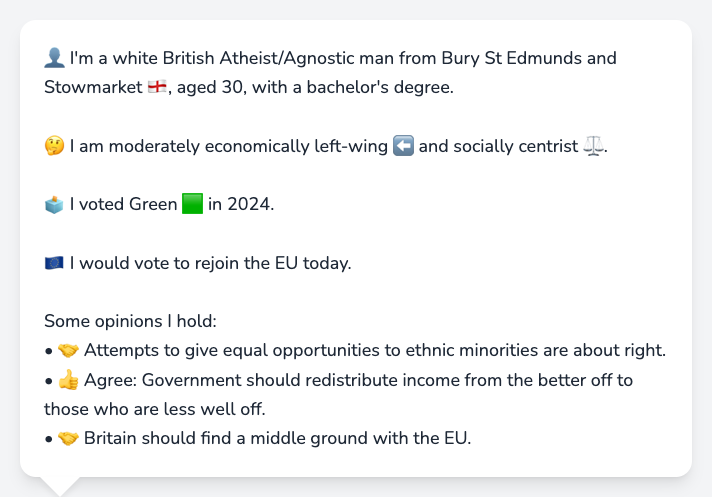 👤 I'm a white British Atheist/Agnostic man from Bury St Edmunds and
Stowmarket 🏴󠁧󠁢󠁥󠁮󠁧󠁿, aged 30, with a bachelor's degree.
🤔 I am moderately economically left-wing ⬅️ and socially centrist ⚖️.
🗳️ I voted Green 🟩 in 2024.
🇪🇺 I would vote to rejoin the EU today.
Some opinions I hold:
• 🤝 Attempts to give equal opportunities to ethnic minorities are about right.
• 👍 Agree: Government should redistribute income from the better off to
those who are less well off.
• 🤝 Britain should find a middle ground with the EU.